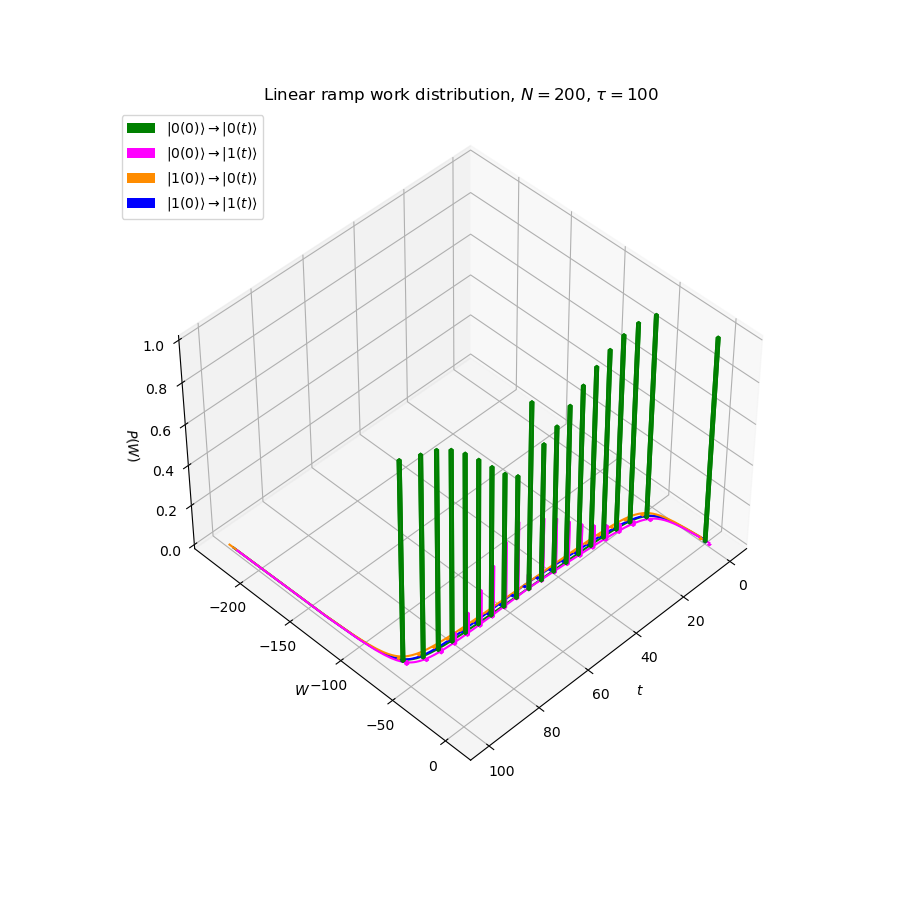 Linear ramp work distribution, N = 200, τ = 100
|0(0)⟩ → |0(t)⟩
|0(0)⟩ → |1(t)⟩
|1(0)⟩ → |0(t)⟩
|1(0)⟩ → |1(t)⟩
1.0
0.8
0.6
0.4
0.2
0.0
P(W)
−200
−150
−100
−50
0
W
0
20
40
60
80
100
t